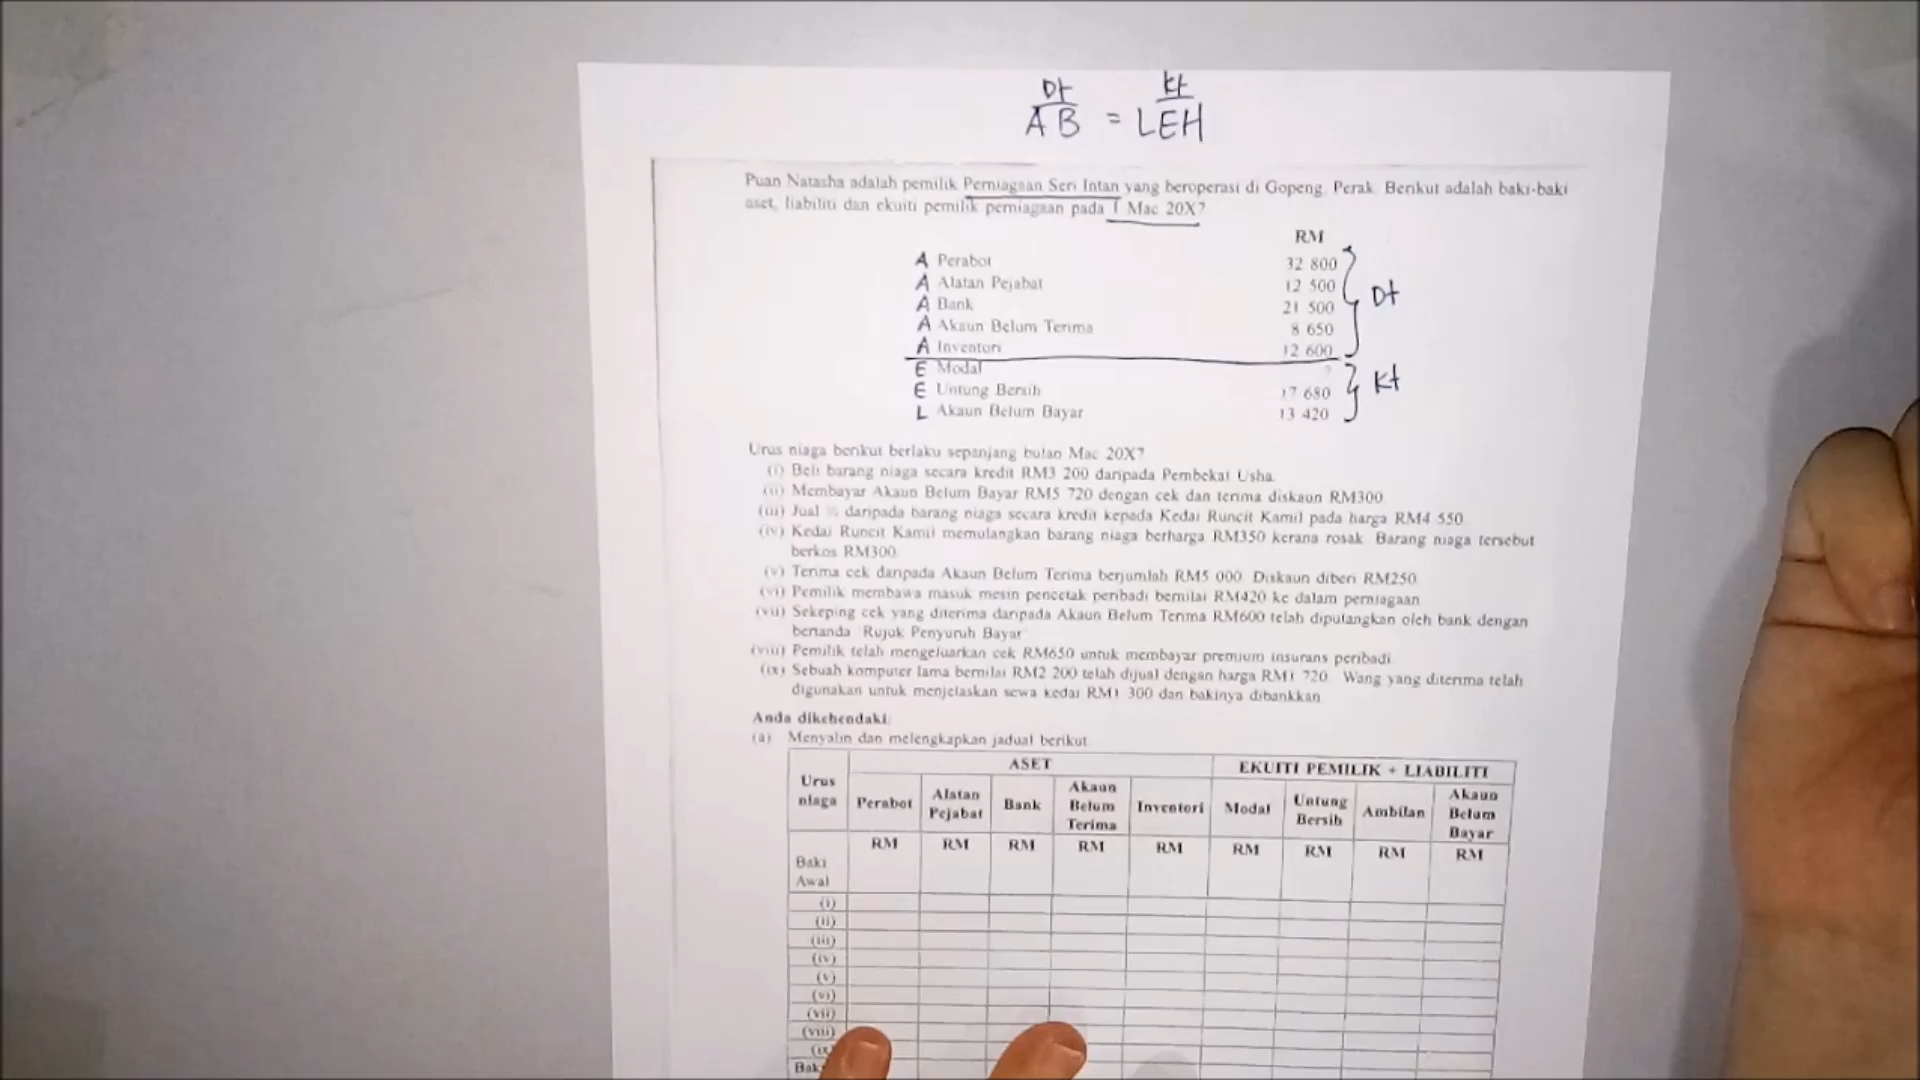 Dt Kt
AB = LEH
Puan Natasha adalah pemilik Perniagaan Seri Intan yang beroperasi di Gopeng, Perak. Berikut adalah baki-baki
aset, liabiliti dan ekuiti pemilik perniagaan pada 1 Mac 20X7
RM
A Perabot 32 800
A Alatan Pejabat 12 500
A Bank 21 500
A Akaun Belum Terima 8 650
A Inventori 12 600
Dt
E Modal ?
E Untung Bersih 17 680
L Akaun Belum Bayar 13 420
Kt
Urus niaga berikut berlaku sepanjang bulan Mac 20X7
(i) Beli barang niaga secara kredit RM3 200 daripada Pembekal Usha.
(ii) Membayar Akaun Belum Bayar RM5 720 dengan cek dan terima diskaun RM300
(iii) Jual daripada barang niaga secara kredit kepada Kedai Runcit Kamil pada harga RM4 550.
(iv) Kedai Runcit Kamil memulangkan barang niaga berharga RM350 kerana rosak. Barang niaga tersebut
berkos RM300.
(v) Terima cek daripada Akaun Belum Terima berjumlah RM5 000. Diskaun diberi RM250
(vi) Pemilik membawa masuk mesin pencetak peribadi bernilai RM420 ke dalam perniagaan
(vii) Sekeping cek yang diterima daripada Akaun Belum Terima RM600 telah dipulangkan oleh bank dengan
bertanda 'Rujuk Penyuruh Bayar'
(viii) Pemilik telah mengeluarkan cek RM650 untuk membayar premium insurans peribadi.
(ix) Sebuah komputer lama bernilai RM2 200 telah dijual dengan harga RM1 720. Wang yang diterima telah
digunakan untuk menjelaskan sewa kedai RM1 300 dan bakinya dibankkan
Anda dikehendaki:
(a) Menyalin dan melengkapkan jadual berikut
ASET EKUITI PEMILIK + LIABILITI
Urus niaga Perabot Alatan Pejabat Bank Akaun Belum Terima Inventori Modal Untung Bersih Ambilan Akaun Belum Bayar
RM RM RM RM RM RM RM RM RM
Baki
Awal
(i)
(ii)
(iii)
(iv)
(v)
(vi)
(vii)
(viii)
(ix
Bak